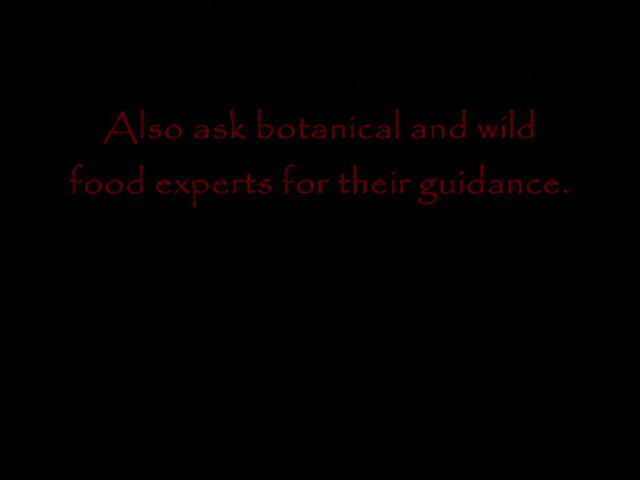 Also ask botanical and wild
food experts for their guidance.